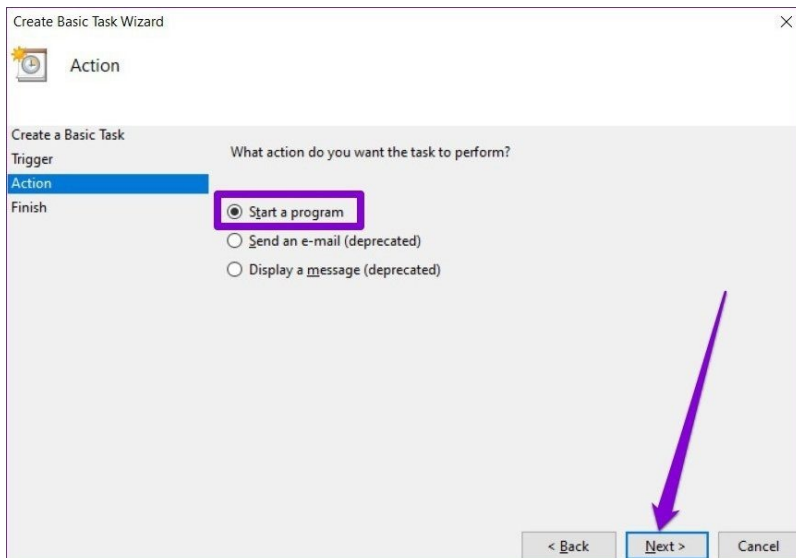 Create Basic Task Wizard
Action
Create a Basic Task
Trigger
Action
Finish
What action do you want the task to perform?
Start a program
Send an e-mail (deprecated)
Display a message (deprecated)
< Back
Next >
Cancel